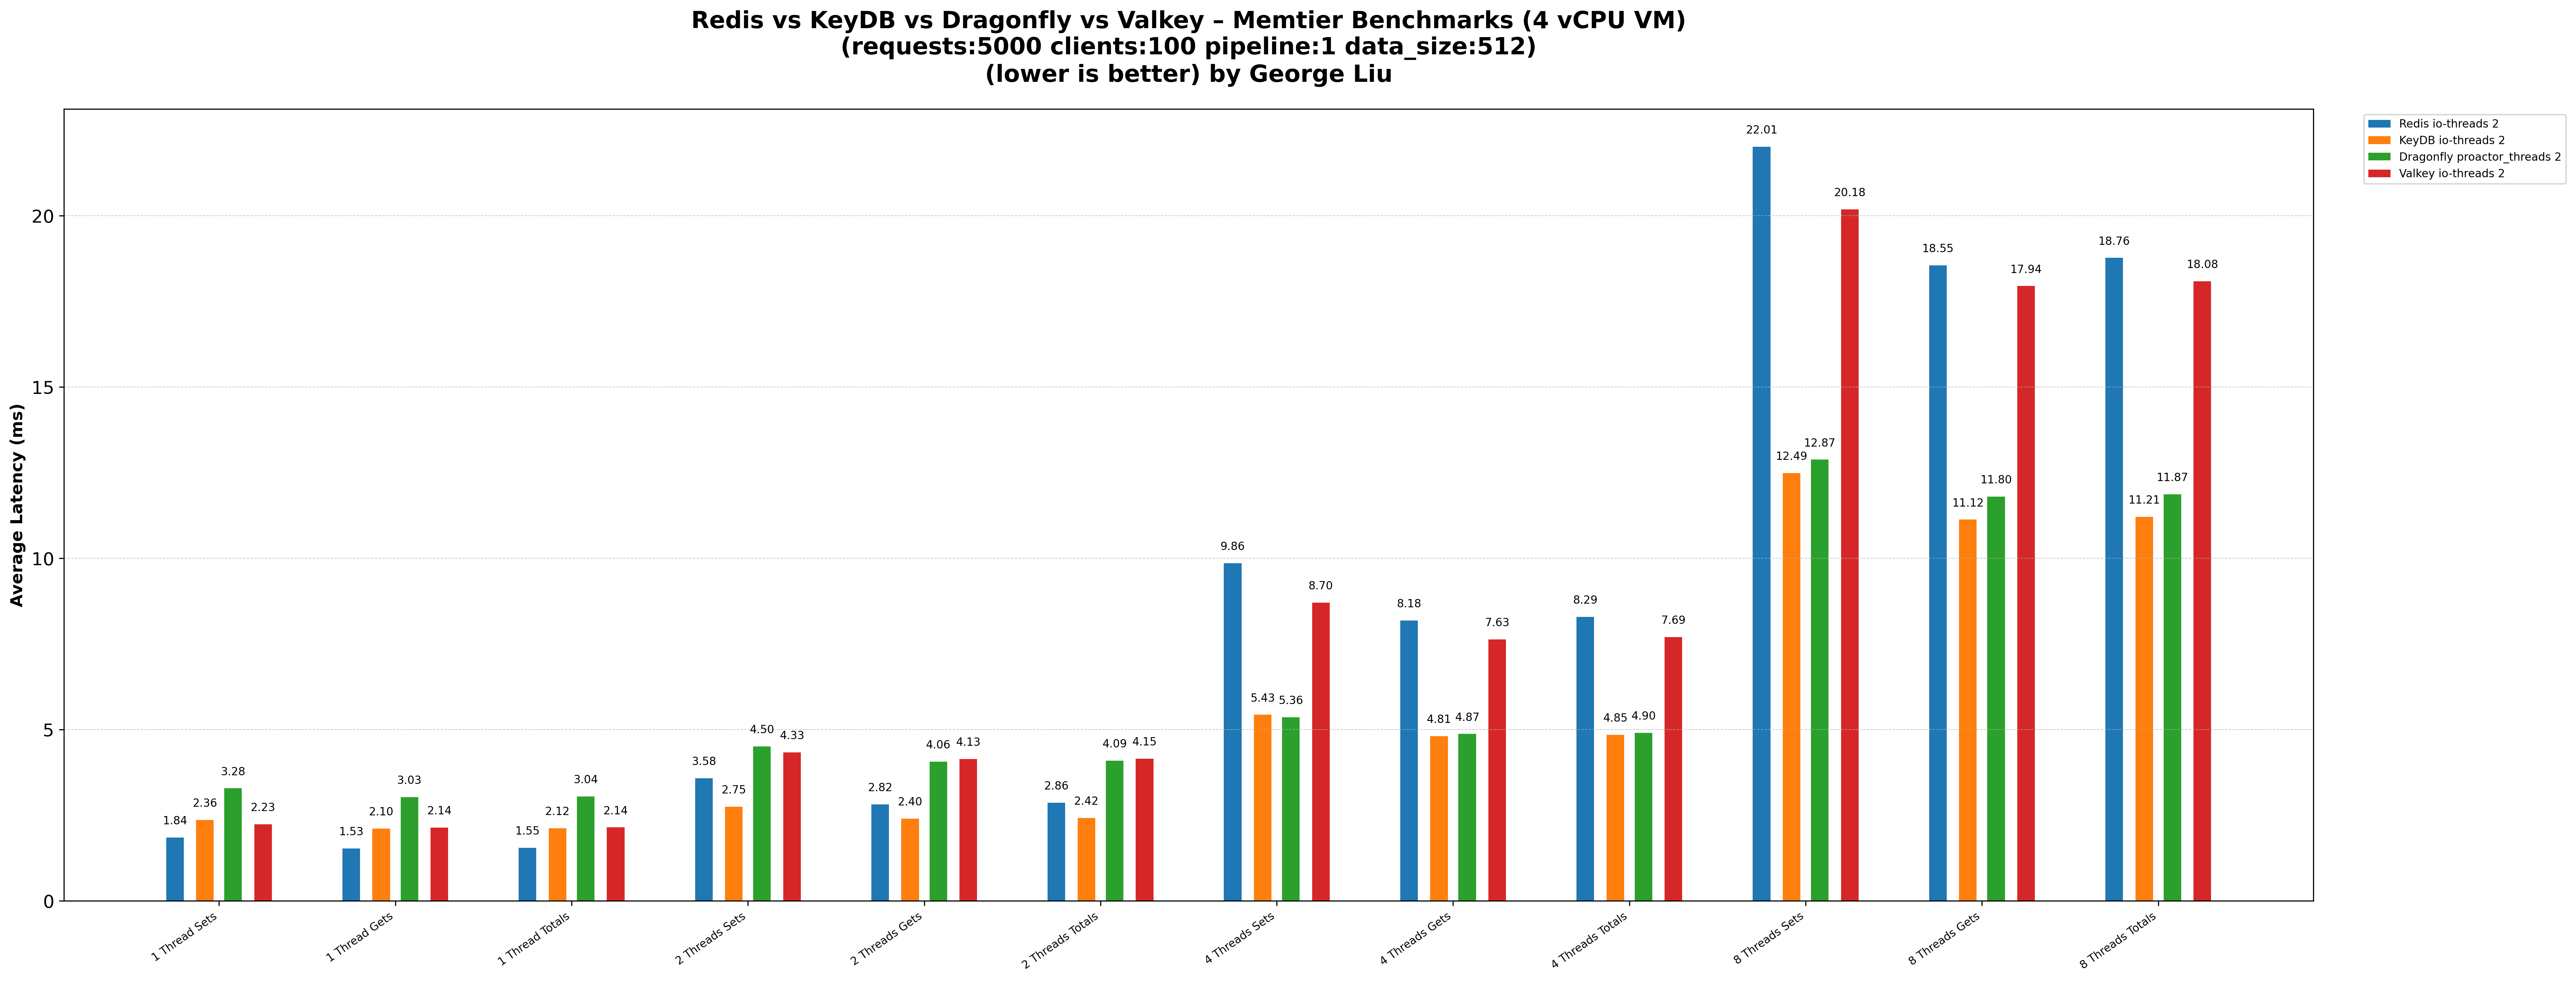 Redis vs KeyDB vs Dragonfly vs Valkey – Memtier Benchmarks (4 vCPU VM)
(requests:5000 clients:100 pipeline:1 data_size:512)
(lower is better) by George Liu
Redis io-threads 2
KeyDB io-threads 2
Dragonfly proactor_threads 2
Valkey io-threads 2
Average Latency (ms)
20
15
10
5
0
1.84 2.36 3.28 2.23
1.53 2.10 3.03 2.14
1.55 2.12 3.04 2.14
3.58 2.75 4.50 4.33
2.82 2.40 4.06 4.13
2.86 2.42 4.09 4.15
9.86 5.43 5.36 8.70
8.18 4.81 4.87 7.63
8.29 4.85 4.90 7.69
22.01 12.49 12.87 20.18
18.55 11.12 11.80 17.94
18.76 11.21 11.87 18.08
1 Thread Sets
1 Thread Gets
1 Thread Totals
2 Threads Sets
2 Threads Gets
2 Threads Totals
4 Threads Sets
4 Threads Gets
4 Threads Totals
8 Threads Sets
8 Threads Gets
8 Threads Totals